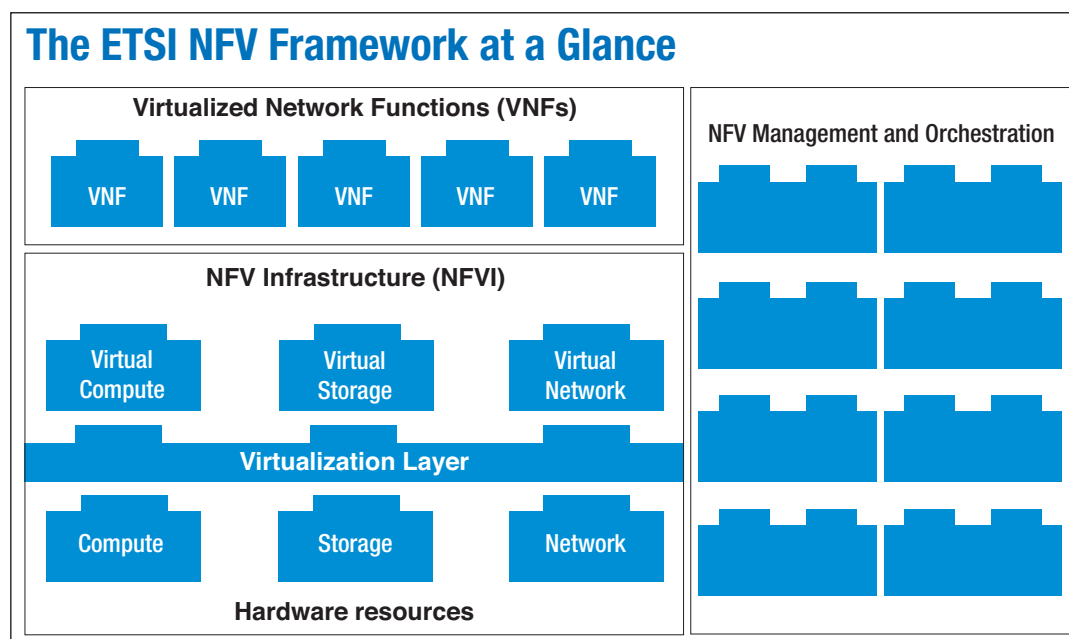 The ETSI NFV Framework at a Glance
Virtualized Network Functions (VNFs)
VNF VNF VNF VNF VNF
NFV Infrastructure (NFVI)
Virtual Compute
Virtual Storage
Virtual Network
Virtualization Layer
Compute Storage Network
Hardware resources
NFV Management and Orchestration